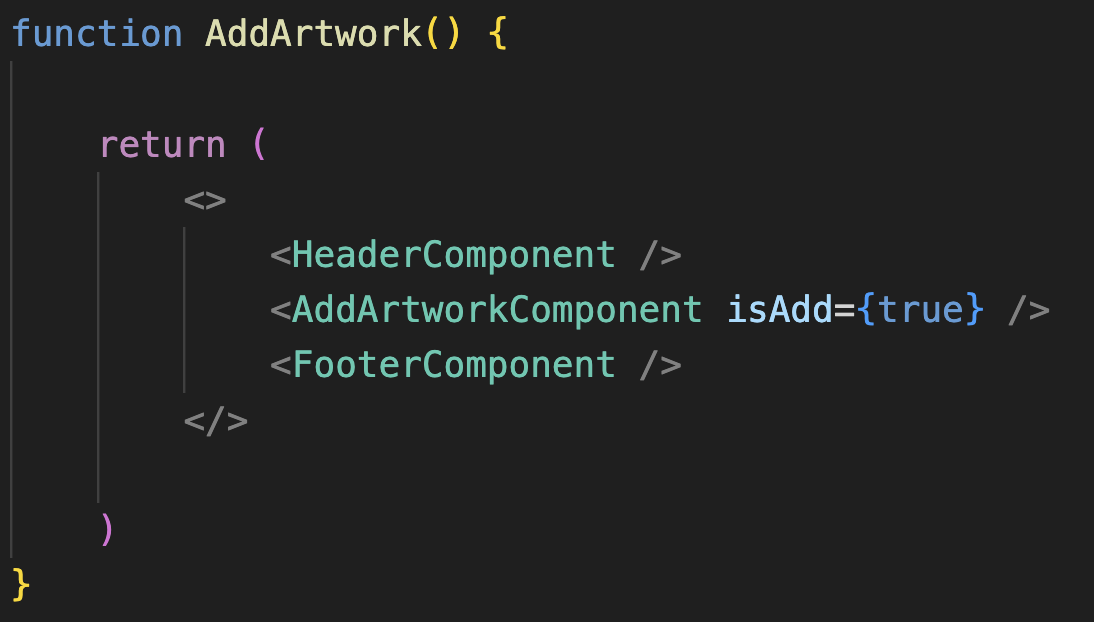 function AddArtwork() {
return (
<>
<HeaderComponent />
<AddArtworkComponent isAdd={true} />
<FooterComponent />
</>
)
}